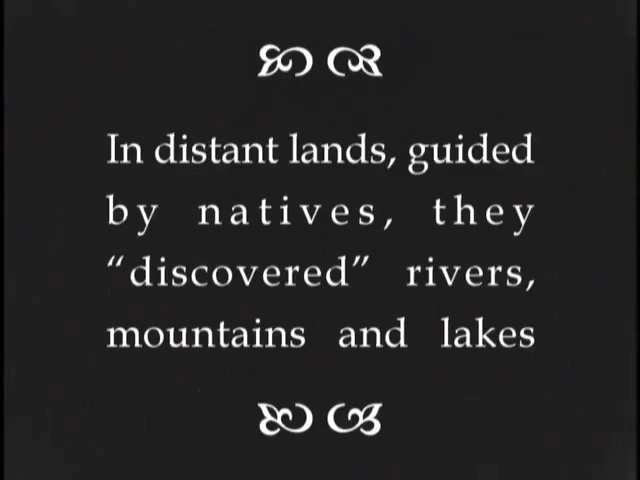 In distant lands, guided
by natives, they
“discovered” rivers,
mountains and lakes